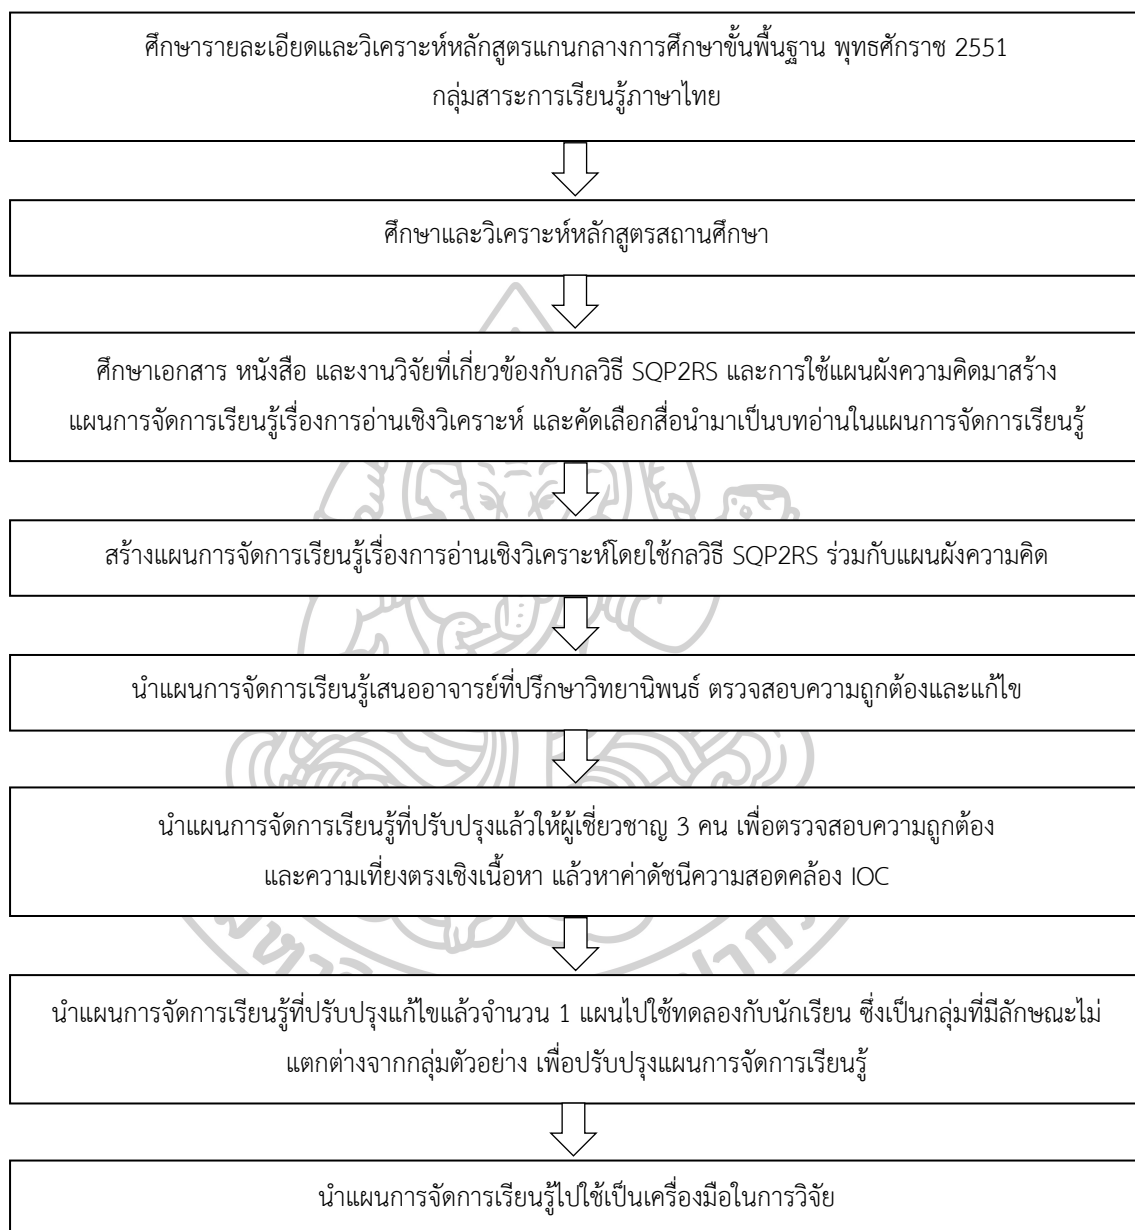 ศึกษารายละเอียดและวิเคราะห์หลักสูตรแกนกลางการศึกษาขั้นพื้นฐาน พุทธศักราช 2551
กลุ่มสาระการเรียนรู้ภาษาไทย
ศึกษาและวิเคราะห์หลักสูตรสถานศึกษา
ศึกษาเอกสาร หนังสือ และงานวิจัยที่เกี่ยวข้องกับกลวิธี SQP2RS และการใช้แผนผังความคิดมาสร้าง
แผนการจัดการเรียนรู้เรื่องการอ่านเชิงวิเคราะห์ และคัดเลือกสื่อนำมาเป็นบทอ่านในแผนการจัดการเรียนรู้
สร้างแผนการจัดการเรียนรู้เรื่องการอ่านเชิงวิเคราะห์โดยใช้กลวิธี SQP2RS ร่วมกับแผนผังความคิด
นำแผนการจัดการเรียนรู้เสนออาจารย์ที่ปรึกษาวิทยานิพนธ์ ตรวจสอบความถูกต้องและแก้ไข
นำแผนการจัดการเรียนรู้ที่ปรับปรุงแล้วให้ผู้เชี่ยวชาญ 3 คน เพื่อตรวจสอบความถูกต้อง
และความเที่ยงตรงเชิงเนื้อหา แล้วหาค่าดัชนีความสอดคล้อง IOC
นำแผนการจัดการเรียนรู้ที่ปรับปรุงแก้ไขแล้วจำนวน 1 แผนไปใช้ทดลองกับนักเรียน ซึ่งเป็นกลุ่มที่มีลักษณะไม่
แตกต่างจากกลุ่มตัวอย่าง เพื่อปรับปรุงแผนการจัดการเรียนรู้
นำแผนการจัดการเรียนรู้ไปใช้เป็นเครื่องมือในการวิจัย